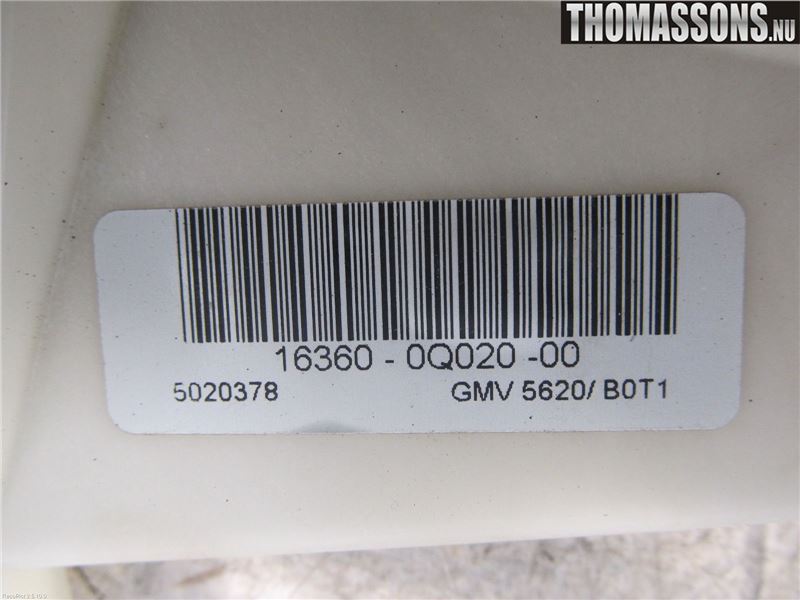 THOMASSONS.NU
16360 - 0Q020 -00
5020378 GMV 5620/ B0T1